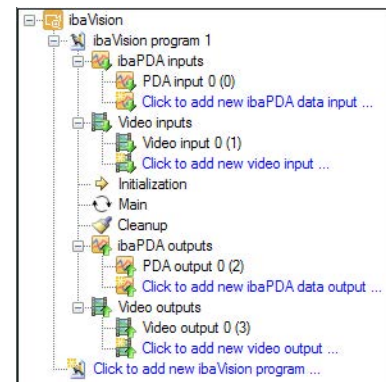 ibaVision
ibaVision program 1
ibaPDA inputs
PDA input 0 (0)
Click to add new ibaPDA data input ...
Video inputs
Video input 0 (1)
Click to add new video input ...
Initialization
Main
Cleanup
ibaPDA outputs
PDA output 0 (2)
Click to add new ibaPDA data output ...
Video outputs
Video output 0 (3)
Click to add new video output ...
Click to add new ibaVision program ...